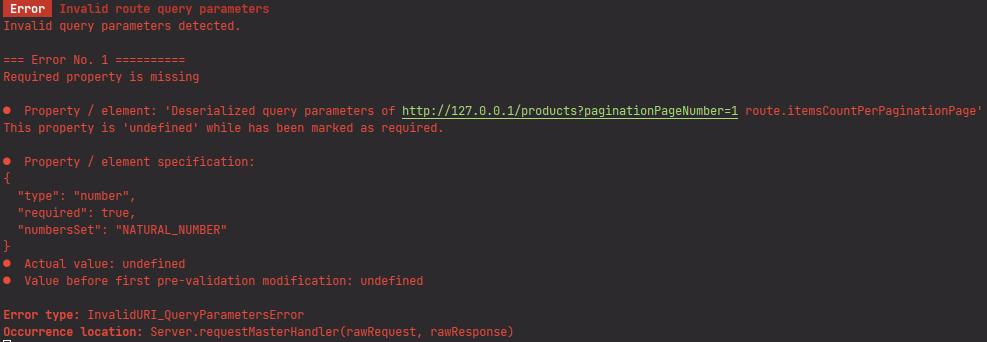 Error Invalid route query parameters
Invalid query parameters detected.
=== Error No. 1 ==========
Required property is missing
● Property / element: 'Deserialized query parameters of http://127.0.0.1/products?paginationPageNumber=1 route.itemsCountPerPaginationPage'
This property is 'undefined' while has been marked as required.
● Property / element specification:
{
  "type": "number",
  "required": true,
  "numbersSet": "NATURAL_NUMBER"
}
● Actual value: undefined
● Value before first pre-validation modification: undefined
Error type: InvalidURI_QueryParametersError
Occurrence location: Server.requestMasterHandler(rawRequest, rawResponse)